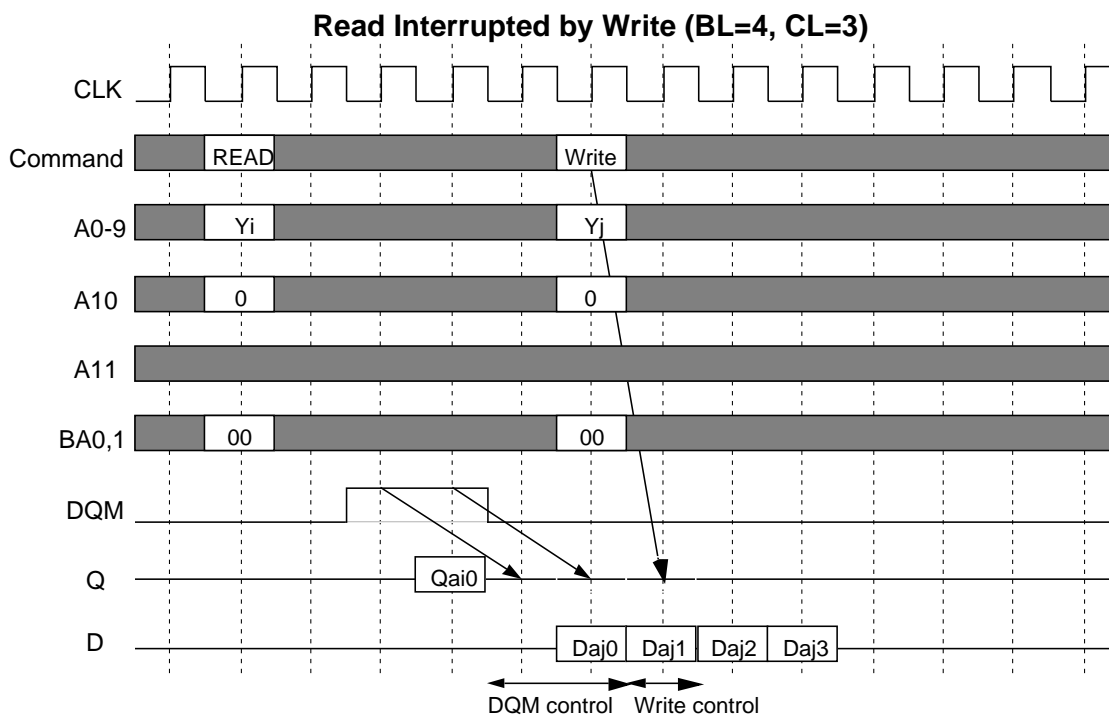 Read Interrupted by Write (BL=4, CL=3)
CLK
Command READ Write
A0-9 Yi Yj
A10 0 0
A11
BA0,1 00 00
DQM
Q Qai0
D Daj0 Daj1 Daj2 Daj3
DQM control Write control